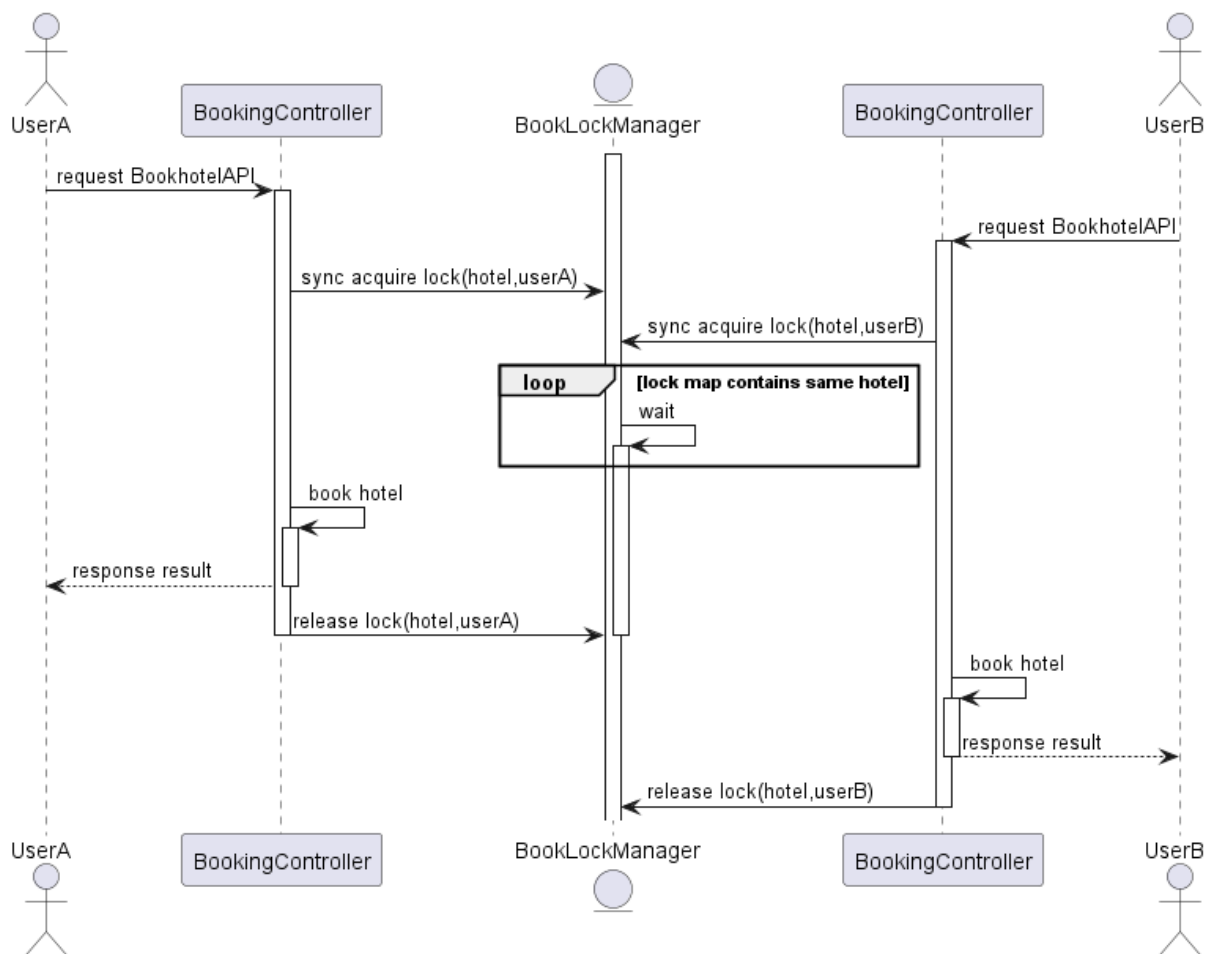 UserA
BookingController
BookLockManager
BookingController
UserB
request BookhotelAPI
request BookhotelAPI
sync acquire lock(hotel,userA)
sync acquire lock(hotel,userB)
loop [lock map contains same hotel]
wait
book hotel
response result
release lock(hotel,userA)
book hotel
response result
release lock(hotel,userB)
UserA
BookingController
BookLockManager
BookingController
UserB